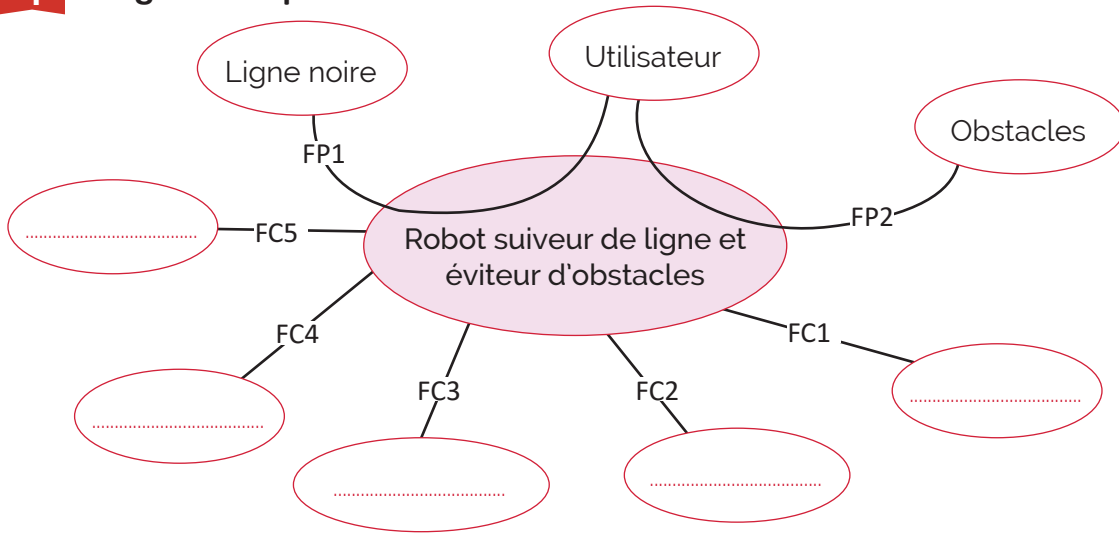 Ligne noire
Utilisateur
Obstacles
FP1
FP2
FC5
Robot suiveur de ligne et
éviteur d'obstacles
FC4
FC1
FC3
FC2
....................................
....................................
....................................
....................................
....................................